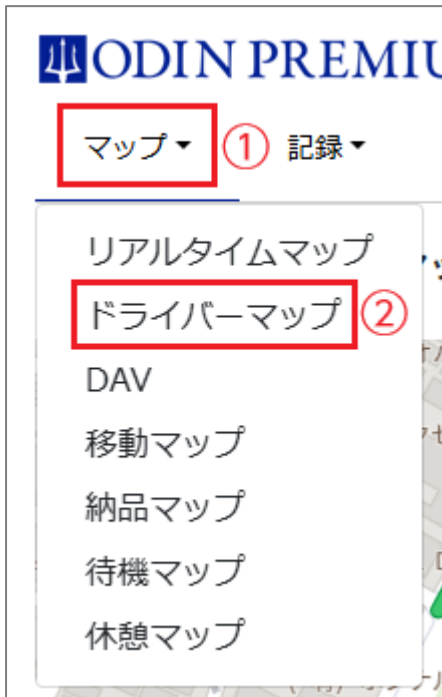 ODIN PREMIU
マップ ① 記録
リアルタイムマップ
ドライバーマップ ②
DAV
移動マップ
納品マップ
待機マップ
休憩マップ